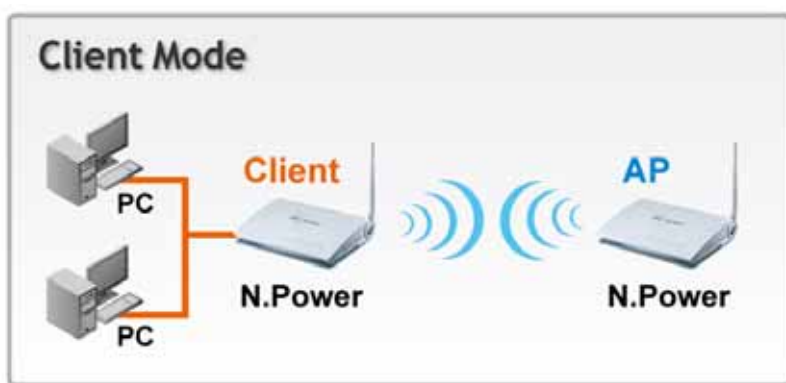 Client Mode
PC
Client
AP
N.Power
N.Power
PC